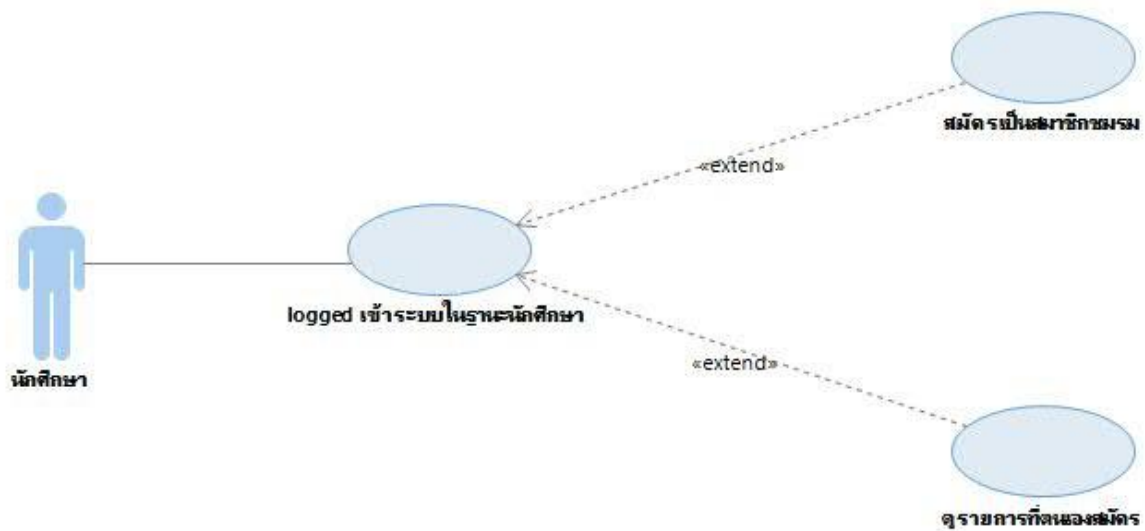 สมัครเป็นสมาชิกชมรม
«extend»
logged เข้าระบบในฐานะนักศึกษา
«extend»
นักศึกษา
ดูรายการที่ตนเองสมัคร